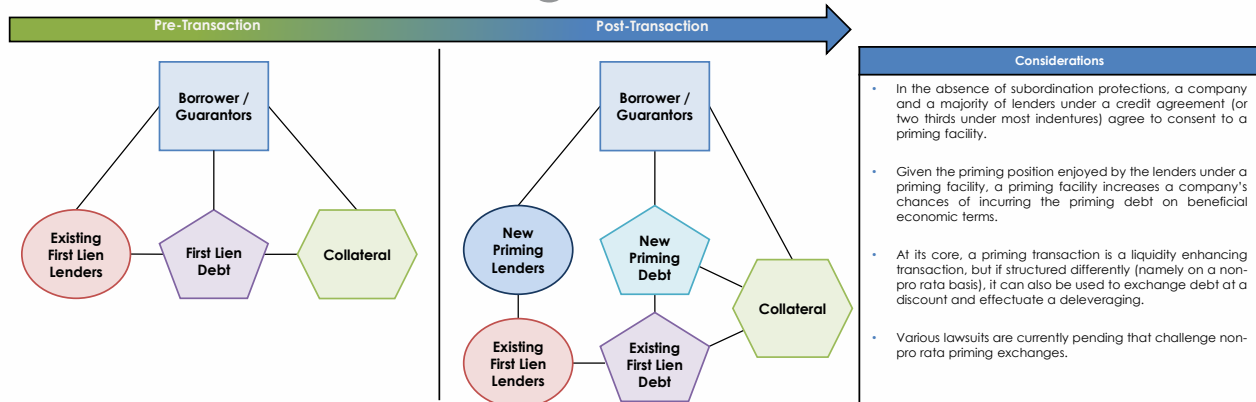 Pre-Transaction
Post-Transaction
Borrower /
Guarantors
Existing
First Lien
Lenders
First Lien
Debt
Collateral
Borrower /
Guarantors
New
Priming
Lenders
New
Priming
Debt
Collateral
Existing
First Lien
Lenders
Existing
First Lien
Debt
Considerations
• In the absence of subordination protections, a company
and a majority of lenders under a credit agreement (or
two thirds under most indentures) agree to consent to a
priming facility.
• Given the priming position enjoyed by the lenders under a
priming facility, a priming facility increases a company's
chances of incurring the priming debt on beneficial
economic terms.
• At its core, a priming transaction is a liquidity enhancing
transaction, but if structured differently (namely on a non-
pro rata basis), it can also be used to exchange debt at a
discount and effectuate a deleveraging.
• Various lawsuits are currently pending that challenge non-
pro rata priming exchanges.